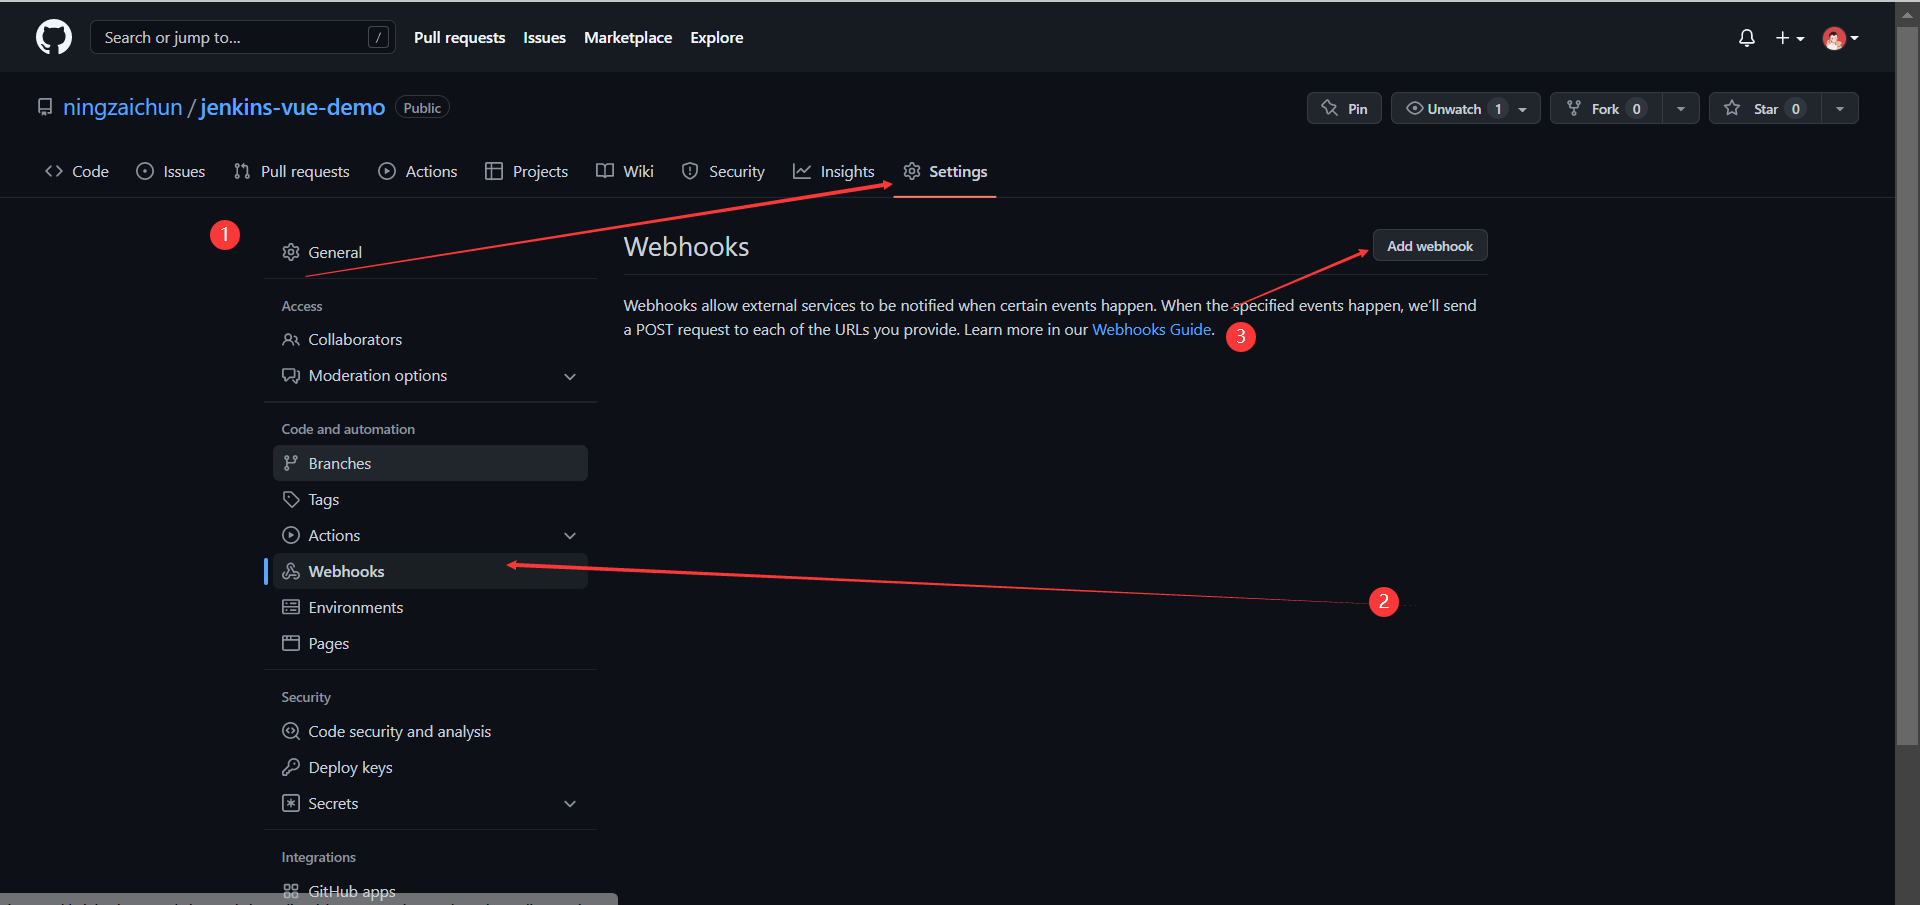 Search or jump to... /
Pull requests Issues Marketplace Explore
ningzaichun / jenkins-vue-demo Public
Pin Unwatch 1 Fork 0 Star 0
Code Issues Pull requests Actions Projects Wiki Security Insights Settings
1
General
Access
Collaborators
Moderation options
Code and automation
Branches
Tags
Actions
Webhooks
Environments
Pages
Security
Code security and analysis
Deploy keys
Secrets
Integrations
GitHub apps
Webhooks
Add webhook
Webhooks allow external services to be notified when certain events happen. When the specified events happen, we’ll send
a POST request to each of the URLs you provide. Learn more in our Webhooks Guide.
3
2